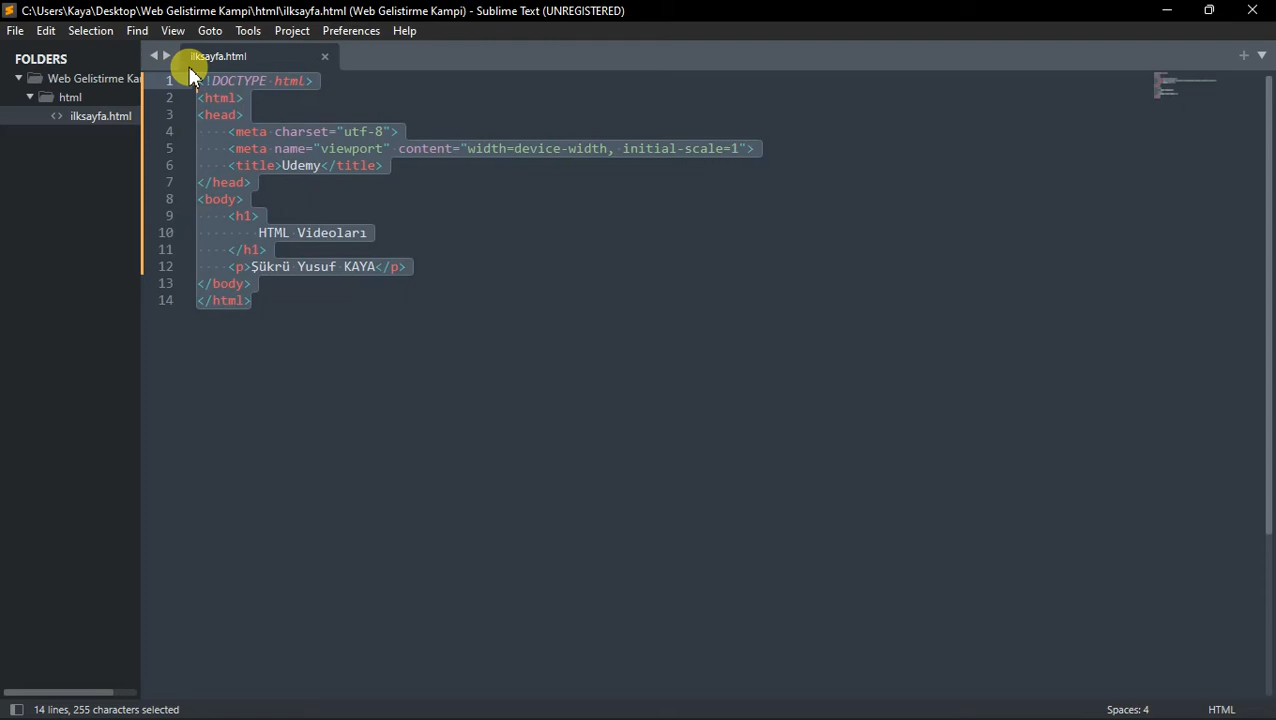 C:\Users\Kaya\Desktop\Web Gelistirme Kampi\html\ilksayfa.html (Web Gelistirme Kampi) - Sublime Text (UNREGISTERED)
File Edit Selection Find View Goto Tools Project Preferences Help
FOLDERS
Web Gelistirme Ka
html
ilksayfa.html
ilksayfa.html
1 <!DOCTYPE html>
2 <html>
3 <head>
4 <meta charset="utf-8">
5 <meta name="viewport" content="width=device-width, initial-scale=1">
6 <title>Udemy</title>
7 </head>
8 <body>
9 <h1>
10 HTML Videoları
11 </h1>
12 <p>Şükrü Yusuf KAYA</p>
13 </body>
14 </html>
14 lines, 255 characters selected
Spaces: 4
HTML